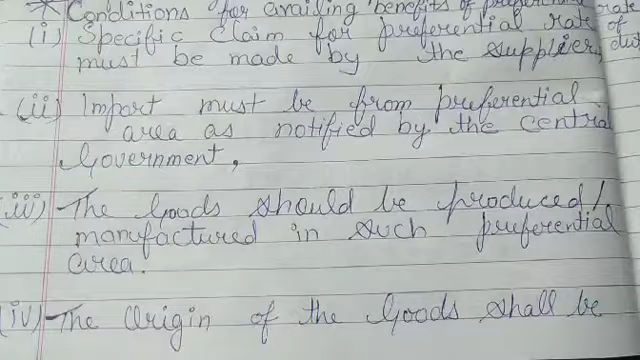 * Conditions for availing benefits of preferential rate
(i) Specific Claim for preferential rate of
must be made by the supplier, duty
(ii) Import must be from preferential
area as notified by the Central
Government,
(iii) The Goods should be produced/
manufactured in such preferential
area.
(iv) The Origin of the Goods shall be